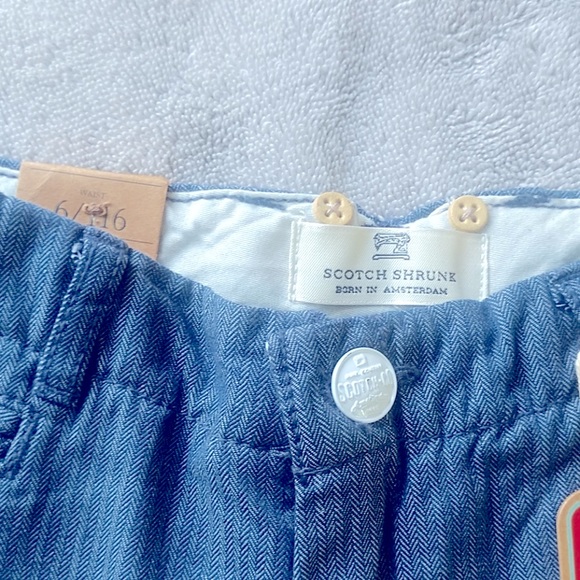 6/116
SCOTCH SHRUNK
BORN IN AMSTERDAM